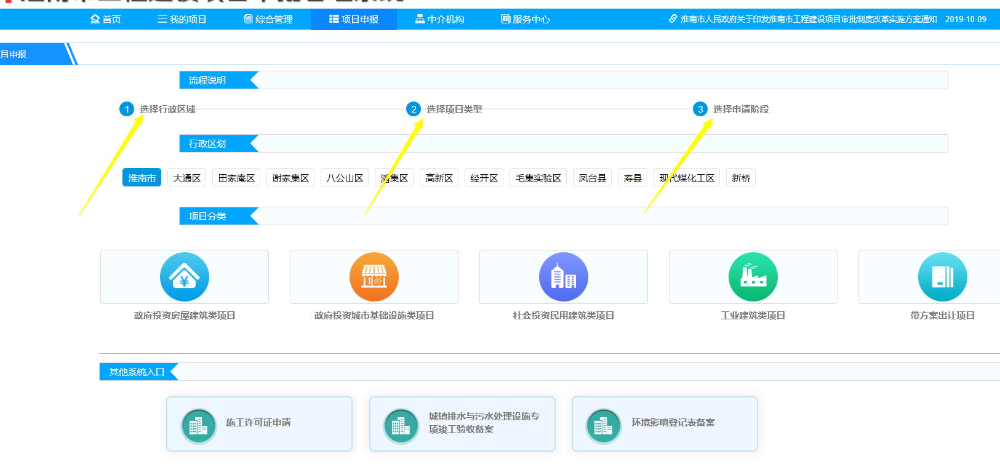 首页 我的项目 综合管理 项目申报 中介机构 服务中心 淮南市人民政府关于印发淮南市工程建设项目审批制度改革实施方案通知 2019-10-09
目申报
流程说明
1 选择行政区域 2 选择项目类型 3 选择申请阶段
行政区划
淮南市 大通区 田家庵区 谢家集区 八公山区 潘集区 高新区 经开区 毛集实验区 凤台县 寿县 现代煤化工区 新桥
项目分类
政府投资房屋建筑类项目 政府投资城市基础设施类项目 社会投资民用建筑类项目 工业建筑类项目 带方案出让项目
其他系统入口
施工许可证申请
城镇排水与污水处理设施专
项竣工验收备案
环境影响登记表备案